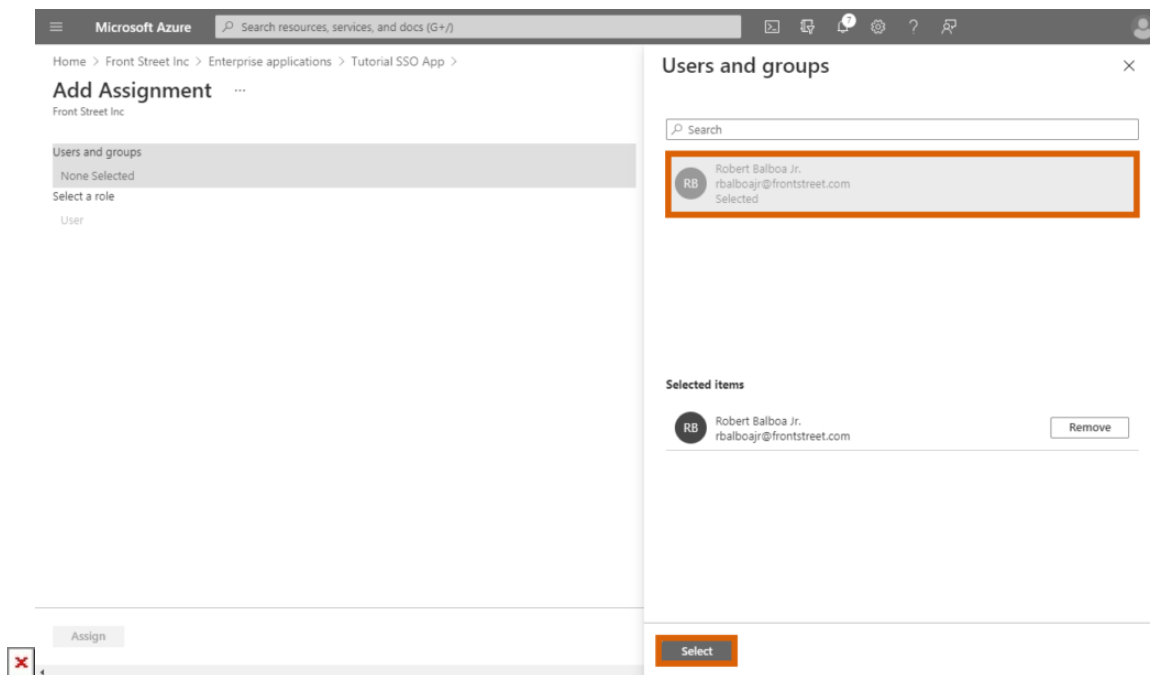 Microsoft Azure
Search resources, services, and docs (G+/)
7
Home > Front Street Inc > Enterprise applications > Tutorial SSO App >
Add Assignment ...
Front Street Inc
Users and groups
None Selected
Select a role
User
Assign
Users and groups
Search
RB
Robert Balboa Jr.
rbalboajr@frontstreet.com
Selected
Selected items
RB
Robert Balboa Jr.
rbalboajr@frontstreet.com
Remove
Select